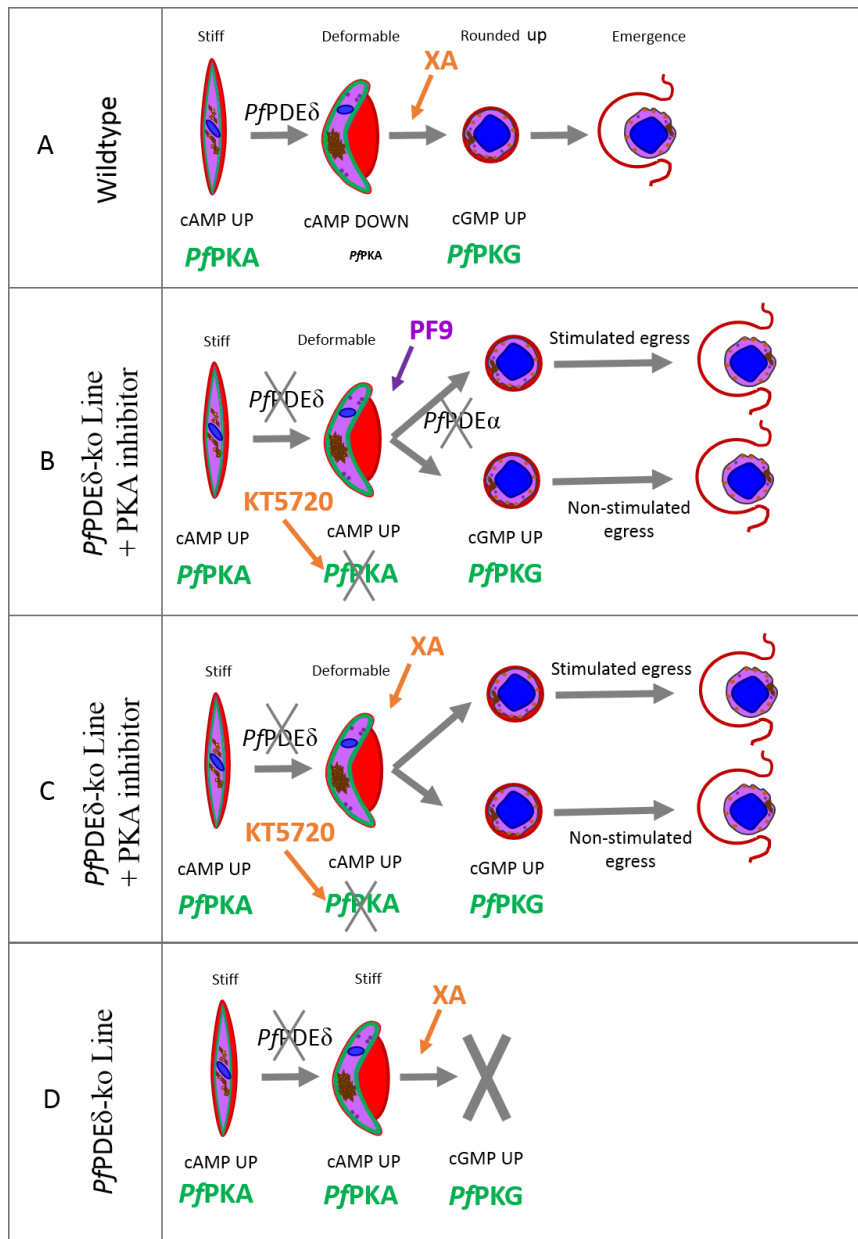 A
Wildtype
Stiff
Deformable
Rounded up
Emergence
XA
PfPDEδ
cAMP UP
cAMP DOWN
cGMP UP
PfPKA
PfPKA
PfPKG
B
PfPDEδ-ko Line
+ PKA inhibitor
PF9
Stiff
Deformable
Stimulated egress
PfPDEδ
PfPDEα
KT5720
Non-stimulated
egress
cAMP UP
cAMP UP
cGMP UP
PfPKA
PfPKA
PfPKG
C
PfPDEδ-ko Line
+ PKA inhibitor
XA
Stiff
Deformable
Stimulated egress
PfPDEδ
KT5720
Non-stimulated
egress
cAMP UP
cAMP UP
cGMP UP
PfPKA
PfPKA
PfPKG
D
PfPDEδ-ko Line
Stiff
Stiff
XA
PfPDEδ
cAMP UP
cAMP UP
cGMP UP
PfPKA
PfPKA
PfPKG